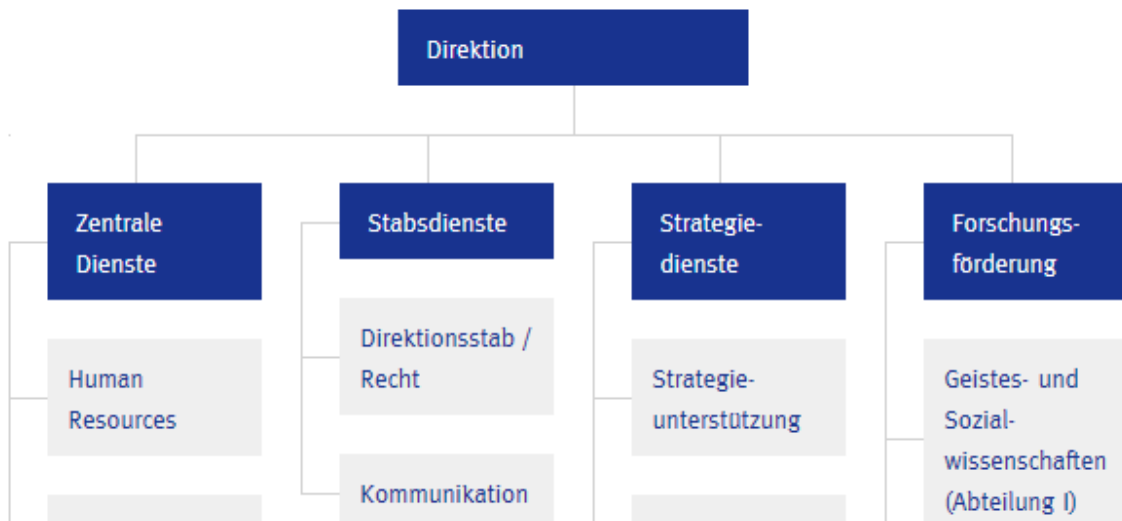 Direktion
Zentrale
Dienste
Stabsdienste
Strategie-
dienste
Forschungs-
förderung
Human
Resources
Direktionsstab /
Recht
Kommunikation
Strategie-
unterstützung
Geistes- und
Sozial-
wissenschaften
(Abteilung I)